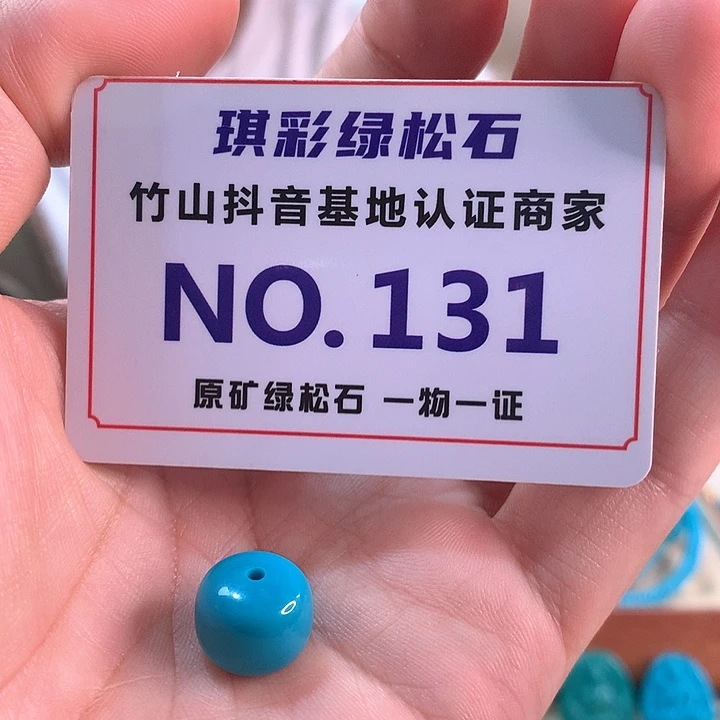 琪彩绿松石
竹山抖音基地认证商家
NO.131
原矿绿松石 一物一证